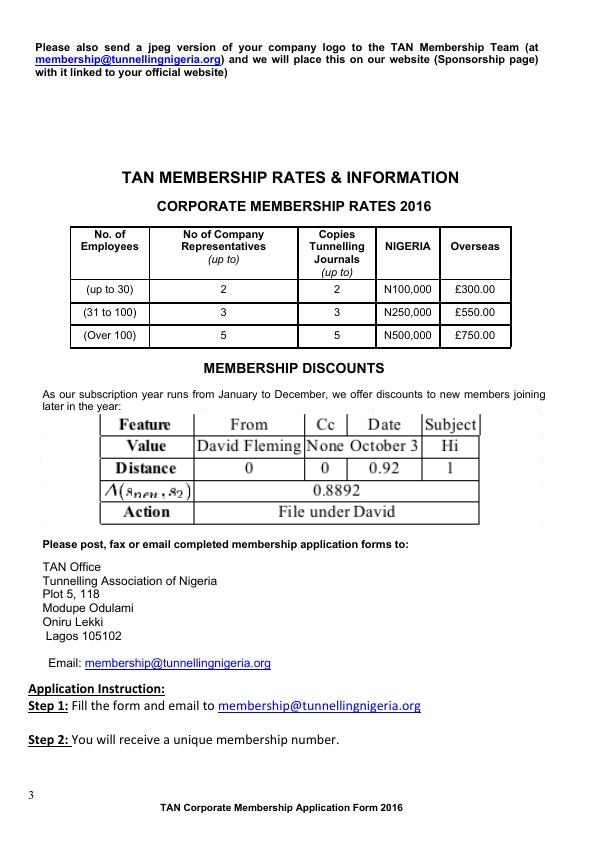 Please also send a jpeg version of your company logo to the TAN Membership Team (at
membership@tunnellingnigeria.org) and we will place this on our website (Sponsorship page)
with it linked to your official website)
TAN MEMBERSHIP RATES & INFORMATION
CORPORATE MEMBERSHIP RATES 2016
No. of Employees No of Company Representatives (up to) Copies Tunnelling Journals (up to) NIGERIA Overseas
(up to 30) 2 2 N100,000 £300.00
(31 to 100) 3 3 N250,000 £550.00
(Over 100) 5 5 N500,000 £750.00
MEMBERSHIP DISCOUNTS
As our subscription year runs from January to December, we offer discounts to new members joining
later in the year:
Feature From Cc Date Subject
Value David Fleming None October 3 Hi
Distance 0 0 0.92 1
Λ(s_new, s_2) 0.8892
Action File under David
Please post, fax or email completed membership application forms to:
TAN Office
Tunnelling Association of Nigeria
Plot 5, 118
Modupe Odulami
Oniru Lekki
Lagos 105102
Email: membership@tunnellingnigeria.org
Application Instruction:
Step 1: Fill the form and email to membership@tunnellingnigeria.org
Step 2: You will receive a unique membership number.
3
TAN Corporate Membership Application Form 2016